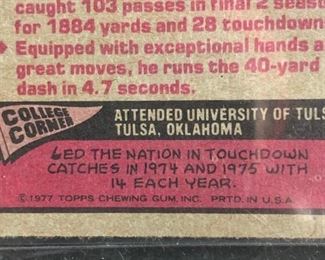 caught 103 passes in final 2 seas
for 1884 yards and 28 touchdown
Equipped with exceptional hands a
great moves, he runs the 40-yard
dash in 4.7 seconds.
COLLEGE CORNER
ATTENDED UNIVERSITY OF TULS
TULSA, OKLAHOMA
LED THE NATION IN TOUCHDOWN
CATCHES IN 1974 AND 1975 WITH
14 EACH YEAR.
© 1977 TOPPS CHEWING GUM, INC. PRTD. IN U.S.A.